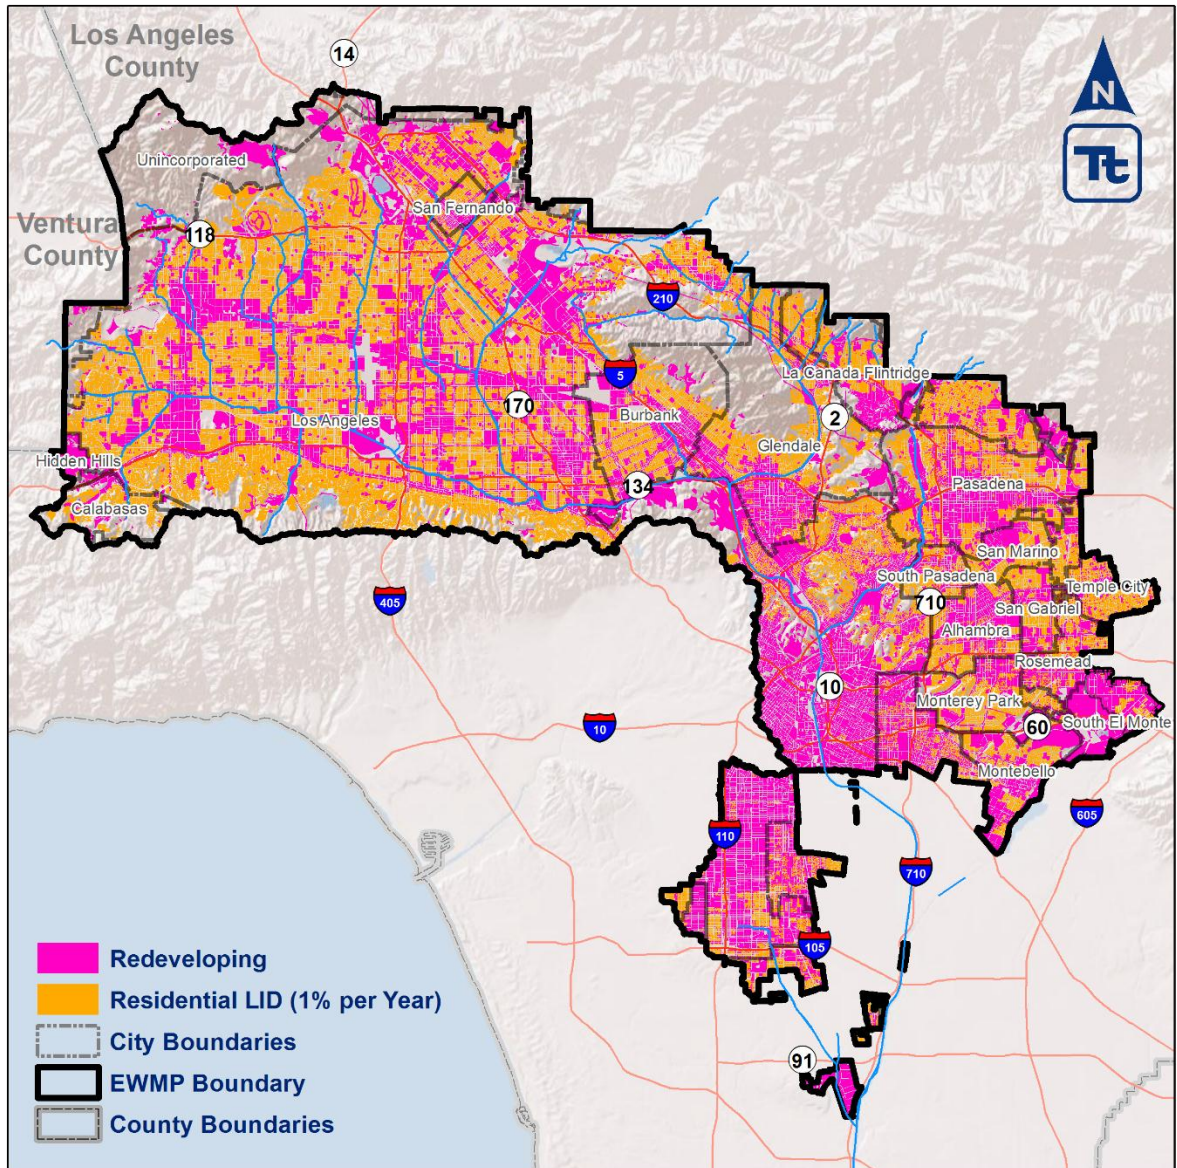 Los Angeles
County
14
N
Tt
Unincorporated
San Fernando
Ventura
County
118
210
5
La Canada Flintridge
170
2
Burbank
Los Angeles
Glendale
Hidden Hills
134
Pasadena
Calabasas
San Marino
South Pasadena
Temple City
405
710
San Gabriel
Alhambra
Rosemead
10
Monterey Park
10
60
South El Monte
Montebello
605
110
710
105
91
Redeveloping
Residential LID (1% per Year)
City Boundaries
EWMP Boundary
County Boundaries